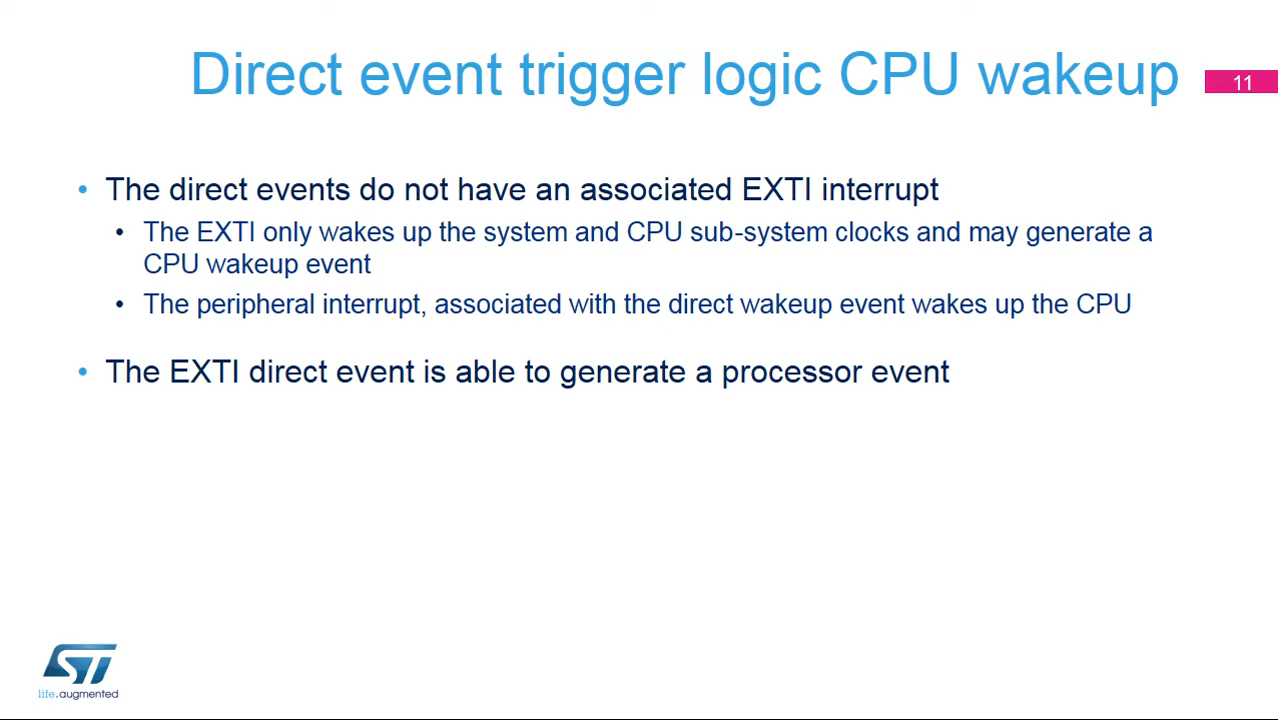 Direct event trigger logic CPU wakeup
11
• The direct events do not have an associated EXTI interrupt
• The EXTI only wakes up the system and CPU sub-system clocks and may generate a
CPU wakeup event
• The peripheral interrupt, associated with the direct wakeup event wakes up the CPU
• The EXTI direct event is able to generate a processor event
ST
life.augmented